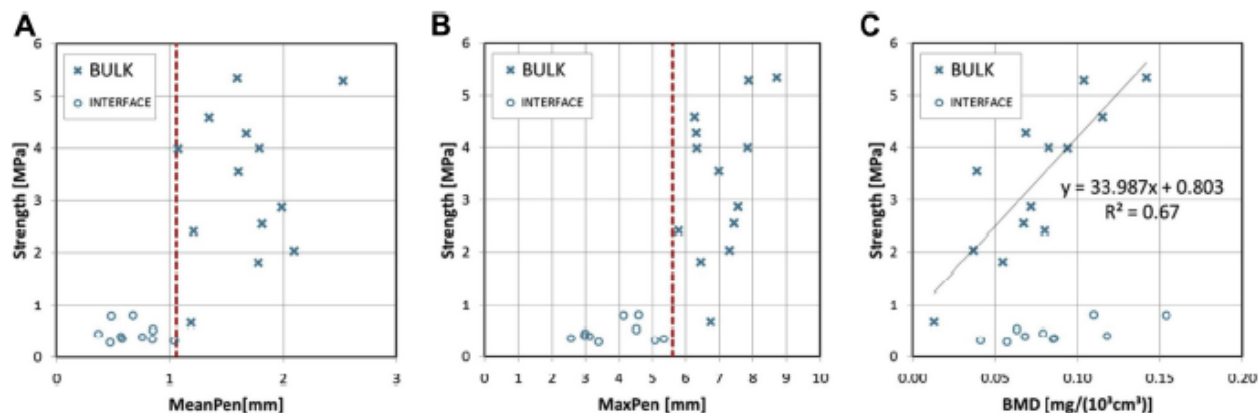 A
6
5
4
3
2
1
0
Strength [MPa]
BULK
INTERFACE
0 1 2 3
MeanPen[mm]
B
6
5
4
3
2
1
0
Strength [MPa]
BULK
INTERFACE
0 1 2 3 4 5 6 7 8 9 10
MaxPen [mm]
C
6
5
4
3
2
1
0
Strength [MPa]
BULK
INTERFACE
y = 33.987x + 0.803
R² = 0.67
0.00 0.05 0.10 0.15 0.20
BMD [mg/(10³cm³)]